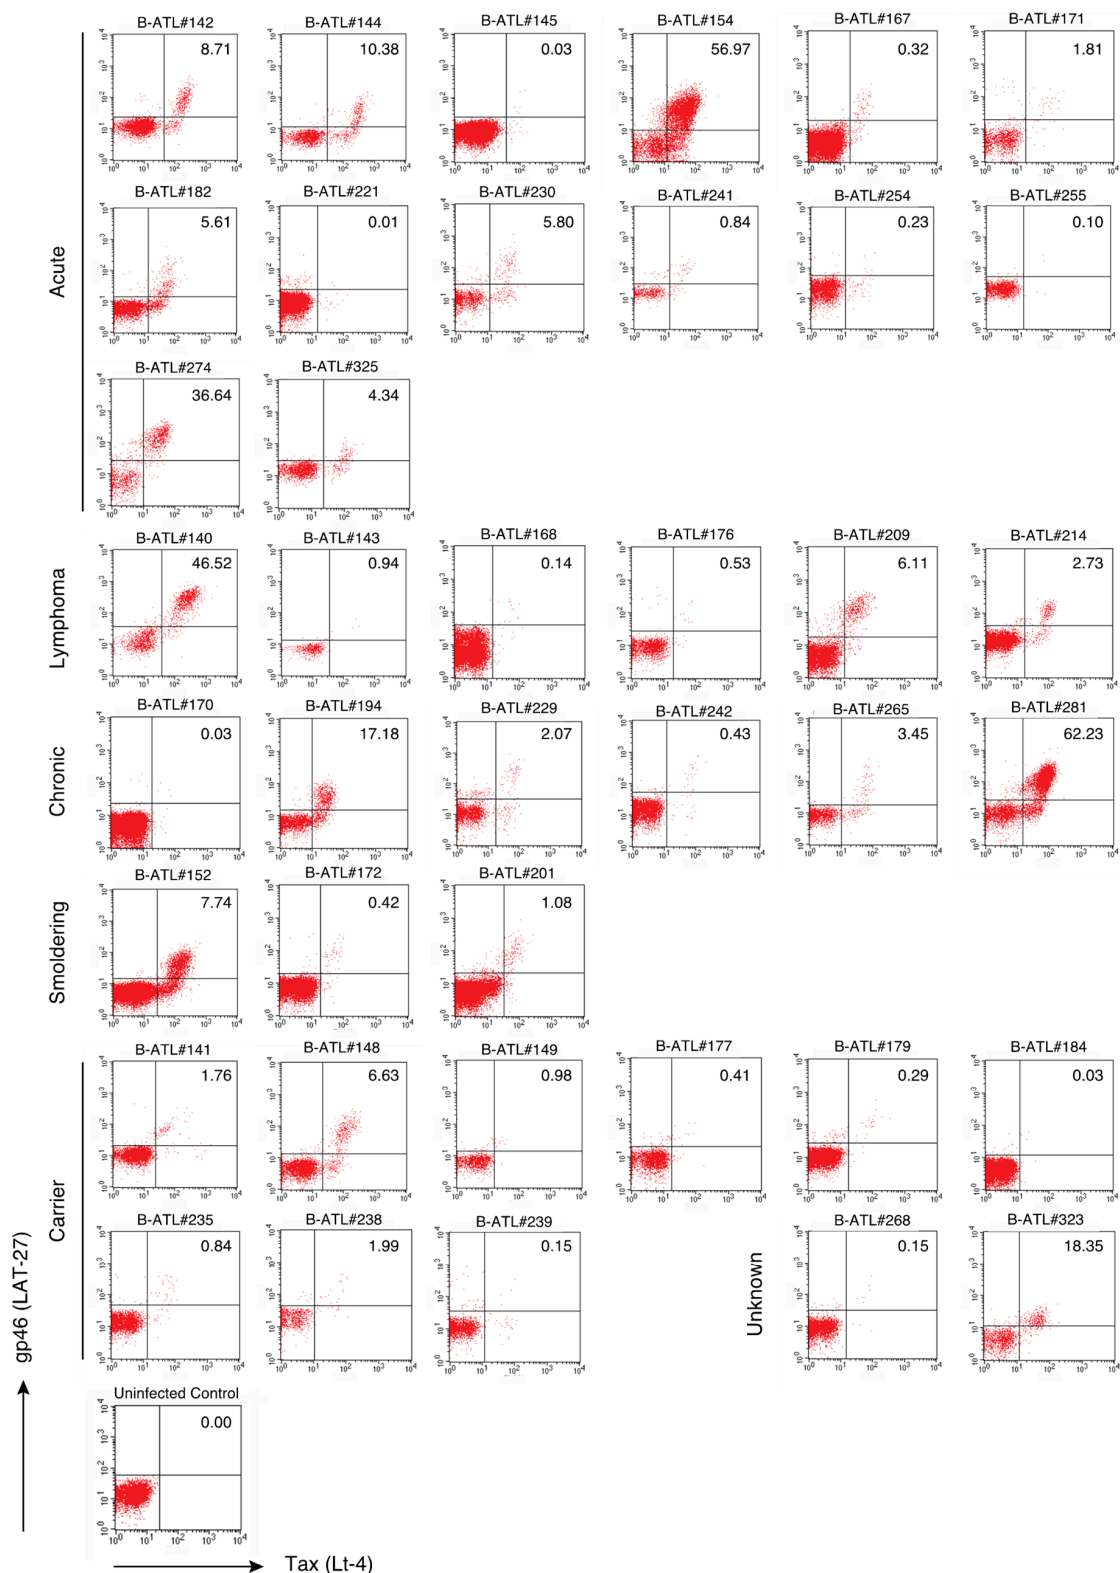 B-ATL#142 B-ATL#144 B-ATL#145 B-ATL#154 B-ATL#167 B-ATL#171
8.71 10.38 0.03 56.97 0.32 1.81
B-ATL#182 B-ATL#221 B-ATL#230 B-ATL#241 B-ATL#254 B-ATL#255
5.61 0.01 5.80 0.84 0.23 0.10
Acute
B-ATL#274 B-ATL#325
36.64 4.34
B-ATL#140 B-ATL#143 B-ATL#168 B-ATL#176 B-ATL#209 B-ATL#214
46.52 0.94 0.14 0.53 6.11 2.73
Lymphoma
B-ATL#170 B-ATL#194 B-ATL#229 B-ATL#242 B-ATL#265 B-ATL#281
0.03 17.18 2.07 0.43 3.45 62.23
Chronic
B-ATL#152 B-ATL#172 B-ATL#201
7.74 0.42 1.08
Smoldering
B-ATL#141 B-ATL#148 B-ATL#149 B-ATL#177 B-ATL#179 B-ATL#184
1.76 6.63 0.98 0.41 0.29 0.03
Carrier
B-ATL#235 B-ATL#238 B-ATL#239 B-ATL#268 B-ATL#323
0.84 1.99 0.15 0.15 18.35
Unknown
Uninfected Control
0.00
10⁰ 10¹ 10² 10³ 10⁴
gp46 (LAT-27)
Tax (Lt-4)